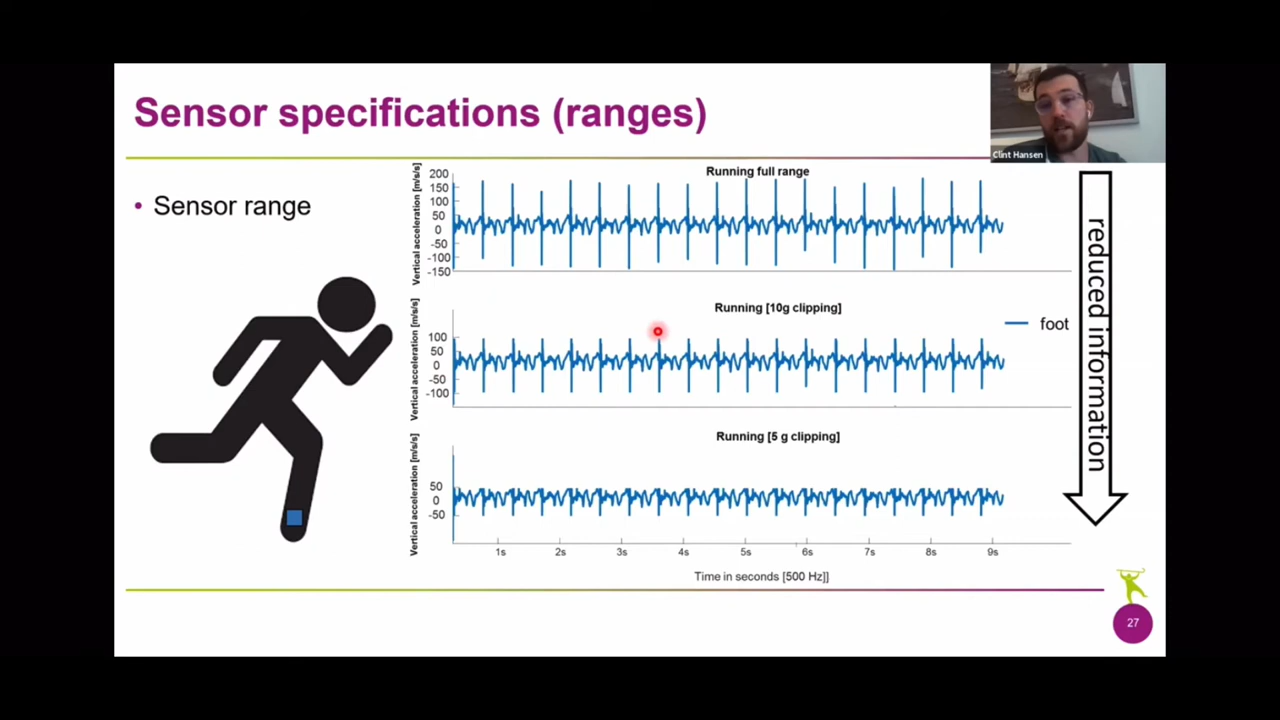 Sensor specifications (ranges)
Clint Hansen
• Sensor range
Running full range
Vertical acceleration [m/s/s]
200
150
100
50
0
-50
-100
-150
Running [10g clipping]
Vertical acceleration [m/s/s]
100
50
0
-50
-100
foot
Running [5 g clipping]
Vertical acceleration [m/s/s]
50
0
-50
1s 2s 3s 4s 5s 6s 7s 8s 9s
Time in seconds [500 Hz]]
reduced information
27